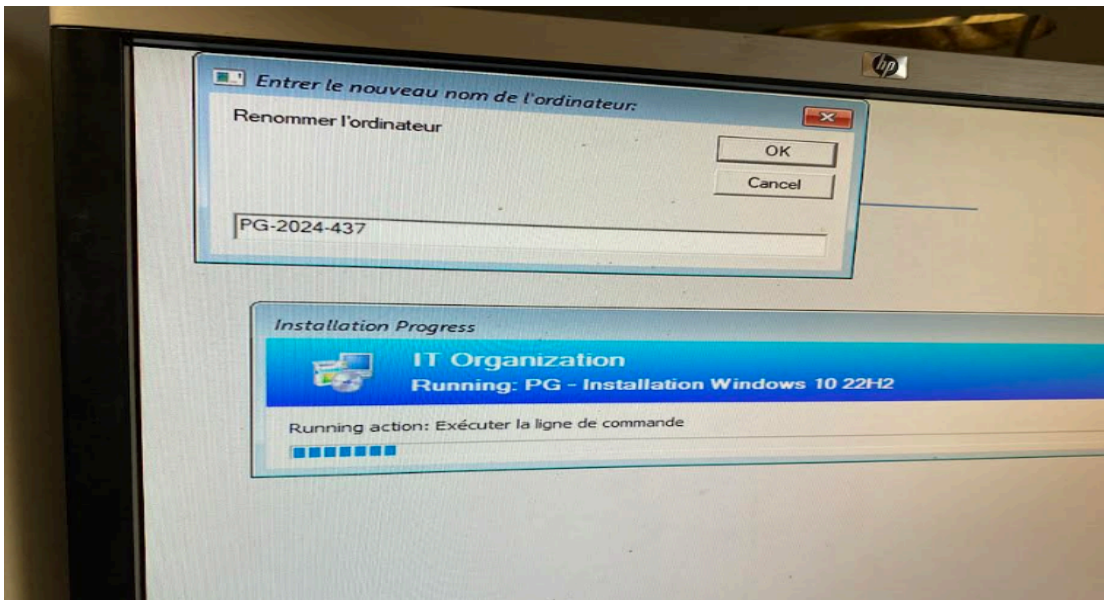 hp
Entrer le nouveau nom de l'ordinateur:
Renommer l'ordinateur
OK
Cancel
PG-2024-437
Installation Progress
IT Organization
Running: PG - Installation Windows 10 22H2
Running action: Exécuter la ligne de commande